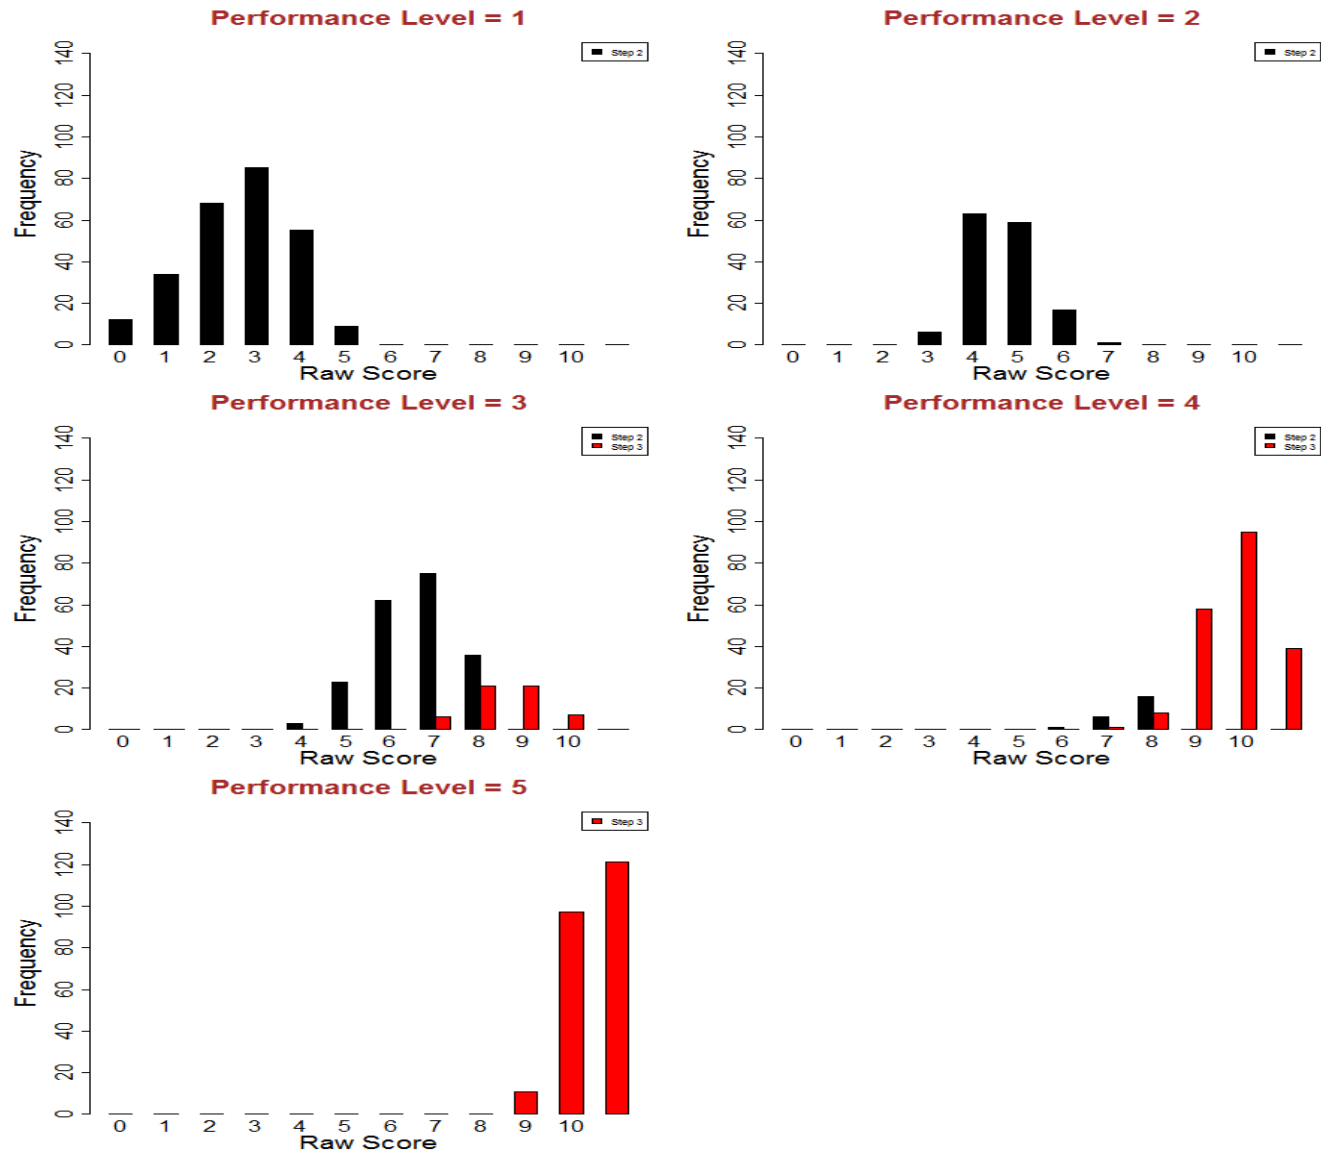 Performance Level = 1
Step 2
Frequency
0 20 40 60 80 100 120 140
0 1 2 3 4 5 6 7 8 9 10
Raw Score
Performance Level = 2
Step 2
Frequency
0 20 40 60 80 100 120 140
0 1 2 3 4 5 6 7 8 9 10
Raw Score
Performance Level = 3
Step 2
Step 3
Frequency
0 20 40 60 80 100 120 140
0 1 2 3 4 5 6 7 8 9 10
Raw Score
Performance Level = 4
Step 2
Step 3
Frequency
0 20 40 60 80 100 120 140
0 1 2 3 4 5 6 7 8 9 10
Raw Score
Performance Level = 5
Step 3
Frequency
0 20 40 60 80 100 120 140
0 1 2 3 4 5 6 7 8 9 10
Raw Score